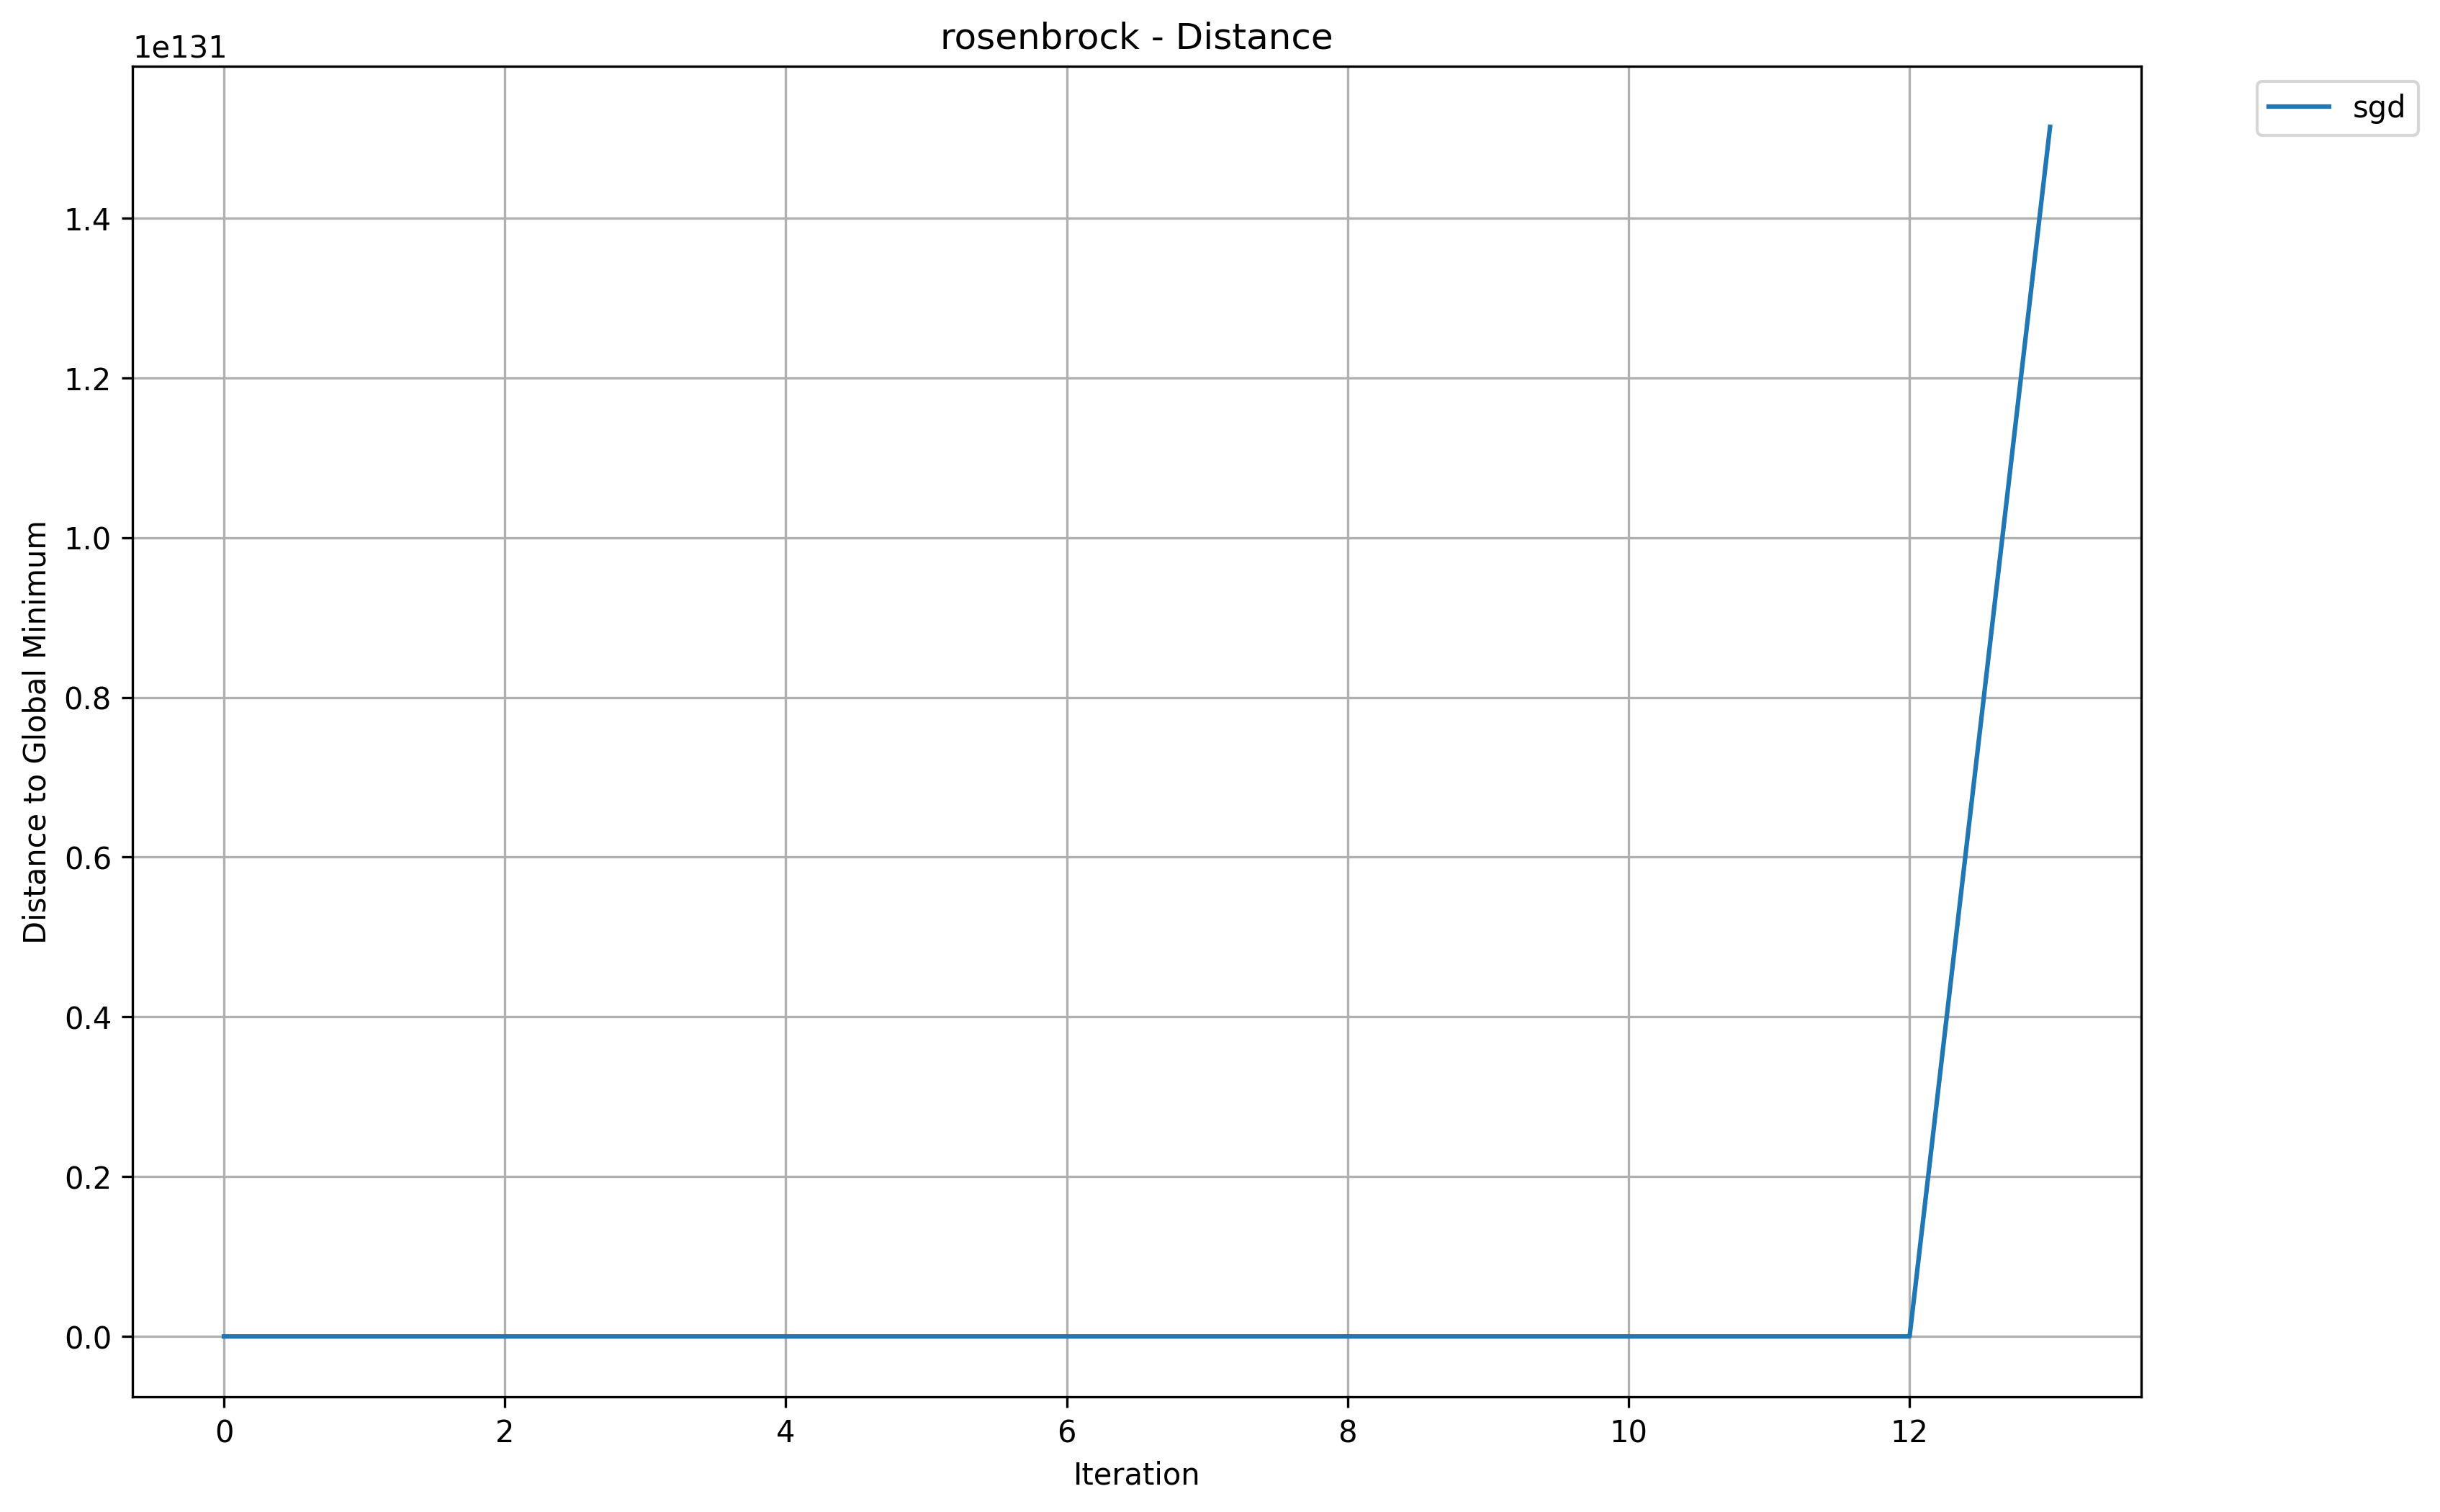 rosenbrock - Distance
1e131
sgd
1.4
1.2
1.0
0.8
0.6
0.4
0.2
0.0
Distance to Global Minimum
0 2 4 6 8 10 12
Iteration